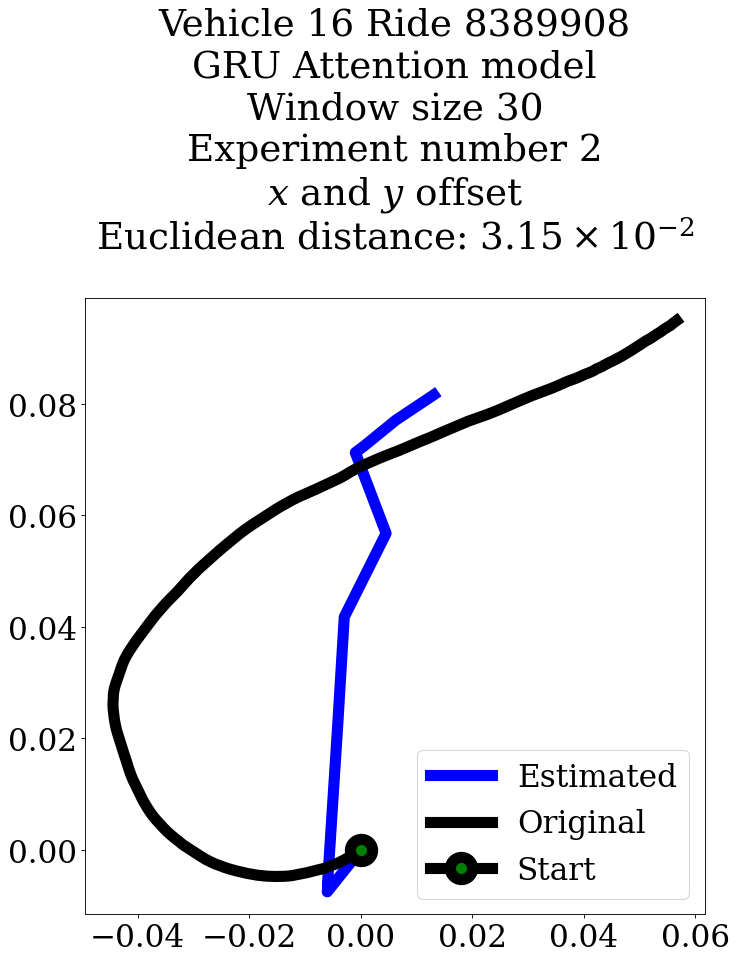 Vehicle 16 Ride 8389908
GRU Attention model
Window size 30
Experiment number 2
x and y offset
Euclidean distance: 3.15 × 10⁻²
0.08
0.06
0.04
0.02
0.00
Estimated
Original
Start
−0.04 −0.02 0.00 0.02 0.04 0.06